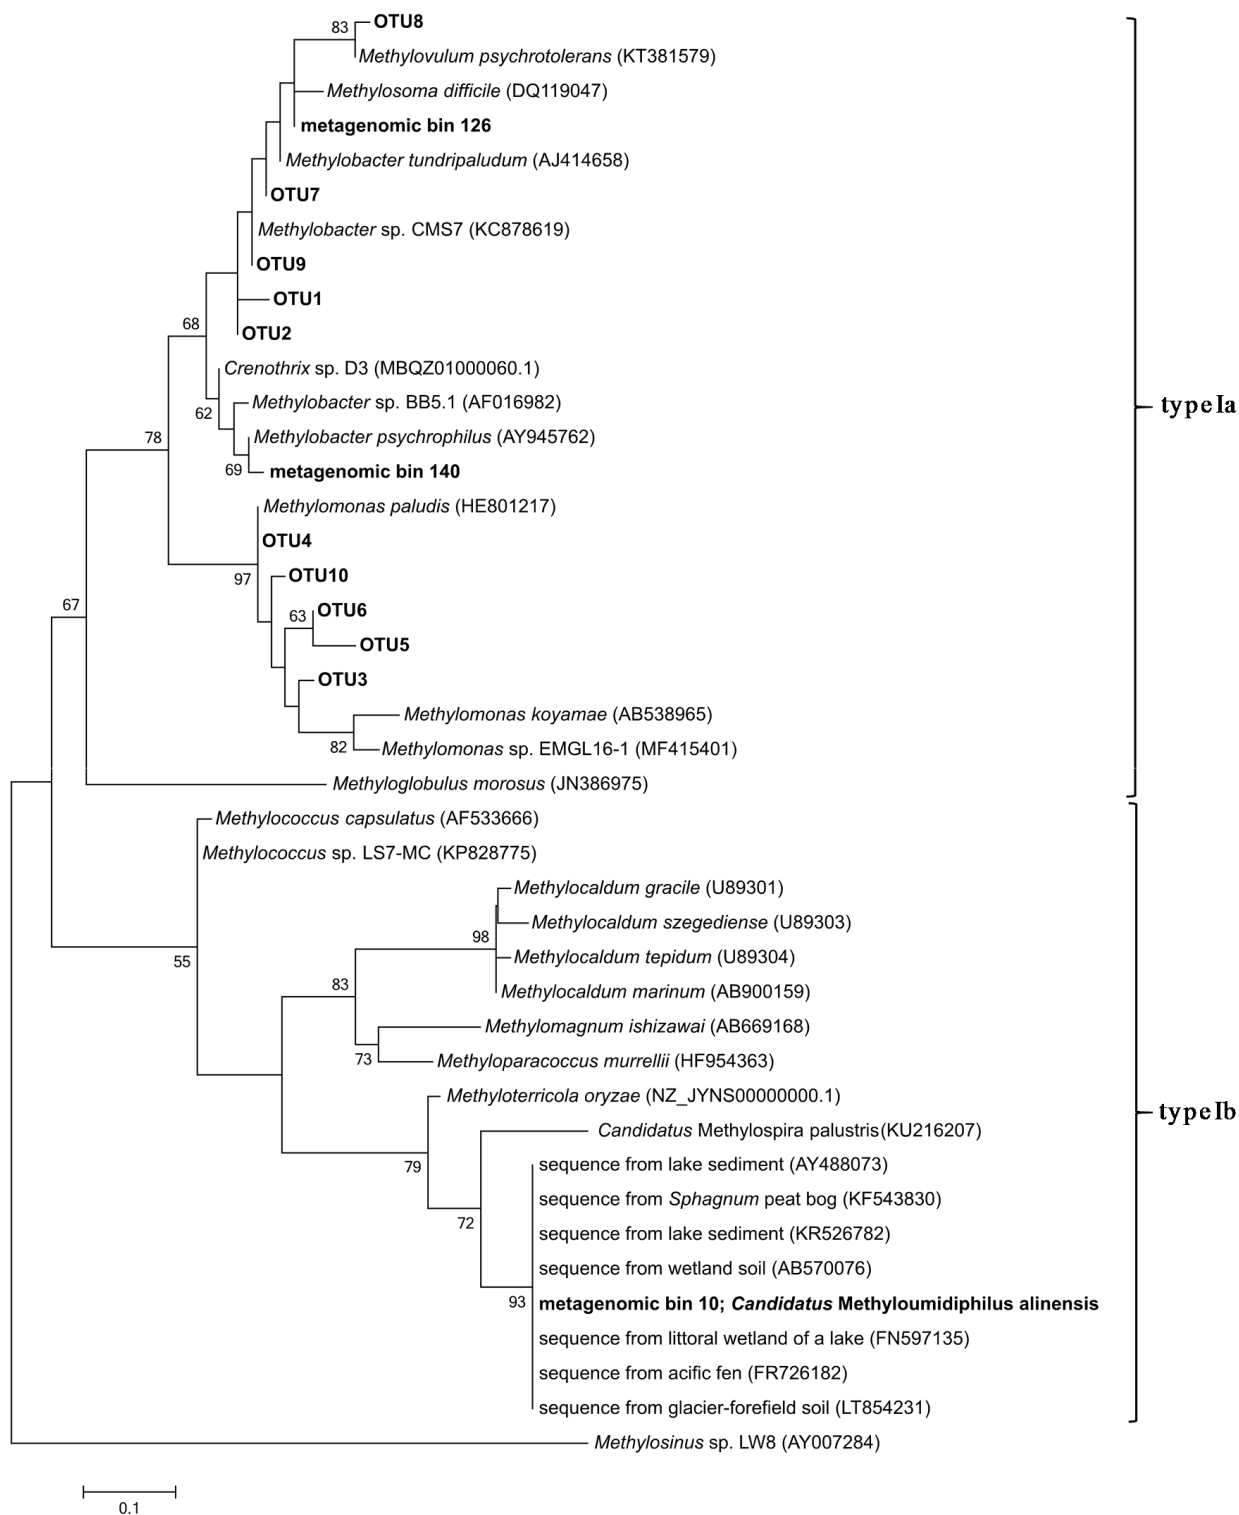 83
OTU8
Methylovulum psychrotolerans (KT381579)
Methylosoma difficile (DQ119047)
metagenomic bin 126
Methylobacter tundripaludum (AJ414658)
OTU7
Methylobacter sp. CMS7 (KC878619)
OTU9
OTU1
68
OTU2
Crenothrix sp. D3 (MBQZ01000060.1)
62
Methylobacter sp. BB5.1 (AF016982)
78
Methylobacter psychrophilus (AY945762)
69
metagenomic bin 140
typeIa
Methylomonas paludis (HE801217)
OTU4
97
OTU10
63
OTU6
67
OTU5
OTU3
Methylomonas koyamae (AB538965)
82
Methylomonas sp. EMGL16-1 (MF415401)
Methyloglobulus morosus (JN386975)
Methylococcus capsulatus (AF533666)
Methylococcus sp. LS7-MC (KP828775)
Methylocaldum gracile (U89301)
Methylocaldum szegediense (U89303)
98
55
Methylocaldum tepidum (U89304)
83
Methylocaldum marinum (AB900159)
Methylomagnum ishizawai (AB669168)
73
Methyloparacoccus murrellii (HF954363)
Methyloterricola oryzae (NZ_JYNS00000000.1)
typeIb
Candidatus Methylospira palustris(KU216207)
79
sequence from lake sediment (AY488073)
sequence from Sphagnum peat bog (KF543830)
72
sequence from lake sediment (KR526782)
sequence from wetland soil (AB570076)
93
metagenomic bin 10; Candidatus Methyloumidiphilus alinensis
sequence from littoral wetland of a lake (FN597135)
sequence from acific fen (FR726182)
sequence from glacier-forefield soil (LT854231)
Methylosinus sp. LW8 (AY007284)
0.1